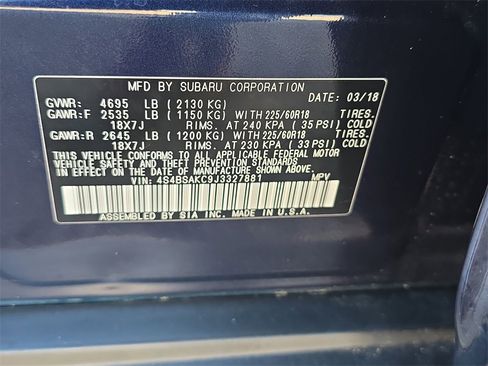 MFD BY SUBARU CORPORATION
GVWR: 4695 LB ( 2130 KG) DATE: 03/18
GAWR:F 2535 LB ( 1150 KG) WITH 225/60R18 TIRES.
18X7J RIMS. AT 240 KPA ( 35 PSI) COLD
GAWR:R 2645 LB ( 1200 KG) WITH 225/60R18 TIRES.
18X7J RIMS. AT 230 KPA ( 33 PSI) COLD
THIS VEHICLE CONFORMS TO ALL APPLICABLE FEDERAL MOTOR
VEHICLE SAFETY AND THEFT PREVENTION STANDARDS
IN EFFECT ON THE DATE OF MANUFACTURE SHOWN ABOVE.
VIN: 4S4BSAKC9J3327881 MPV
ASSEMBLED BY SIA INC. MADE IN U.S.A.